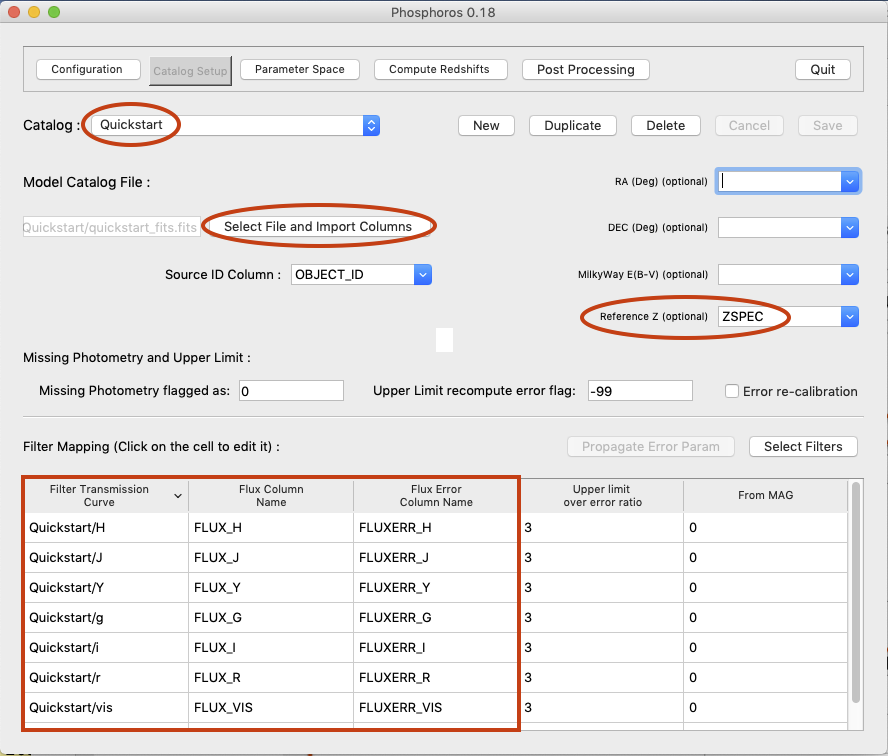 Phosphoros 0.18
Configuration Catalog Setup Parameter Space Compute Redshifts Post Processing Quit
Catalog : Quickstart New Duplicate Delete Cancel Save
Model Catalog File : RA (Deg) (optional)
Quickstart/quickstart_fits.fits Select File and Import Columns DEC (Deg) (optional)
Source ID Column : OBJECT_ID MilkyWay E(B-V) (optional)
Reference Z (optional) ZSPEC
Missing Photometry and Upper Limit :
Missing Photometry flagged as: 0 Upper Limit recompute error flag: -99 Error re-calibration
Filter Mapping (Click on the cell to edit it) : Propagate Error Param Select Filters
Filter Transmission Flux Column Flux Error Upper limit From MAG
Curve Name Column Name over error ratio
Quickstart/H FLUX_H FLUXERR_H 3 0
Quickstart/J FLUX_J FLUXERR_J 3 0
Quickstart/Y FLUX_Y FLUXERR_Y 3 0
Quickstart/g FLUX_G FLUXERR_G 3 0
Quickstart/i FLUX_I FLUXERR_I 3 0
Quickstart/r FLUX_R FLUXERR_R 3 0
Quickstart/vis FLUX_VIS FLUXERR_VIS 3 0